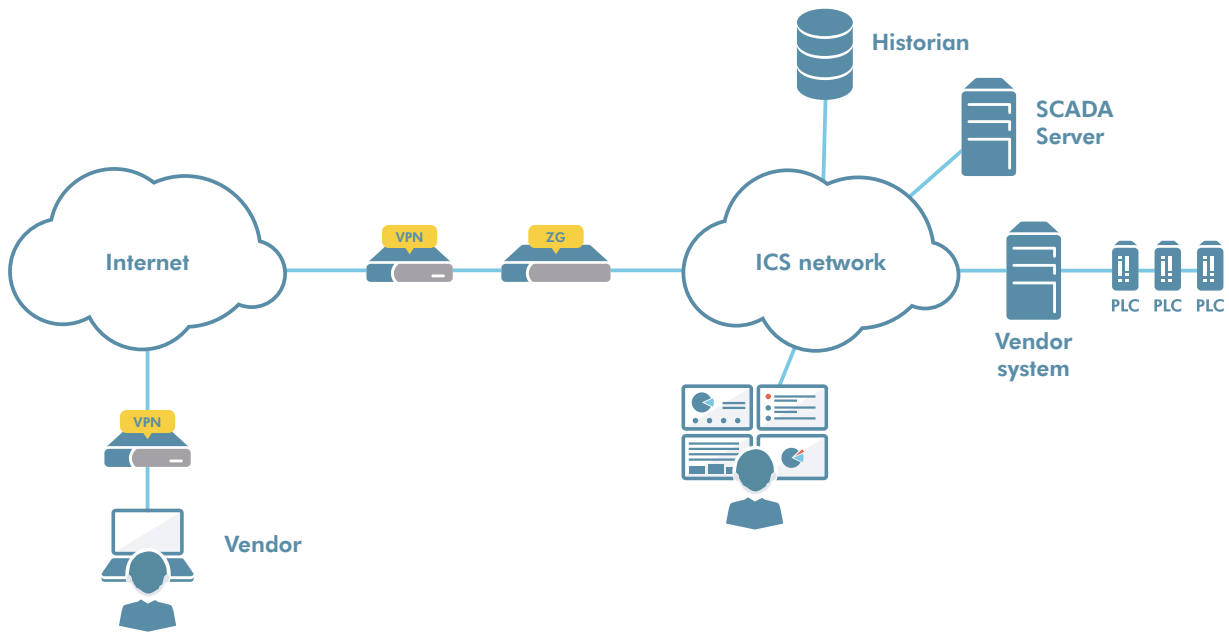 Historian
SCADA
Server
VPN
ZG
Internet
ICS network
PLC
PLC
PLC
Vendor
system
VPN
Vendor